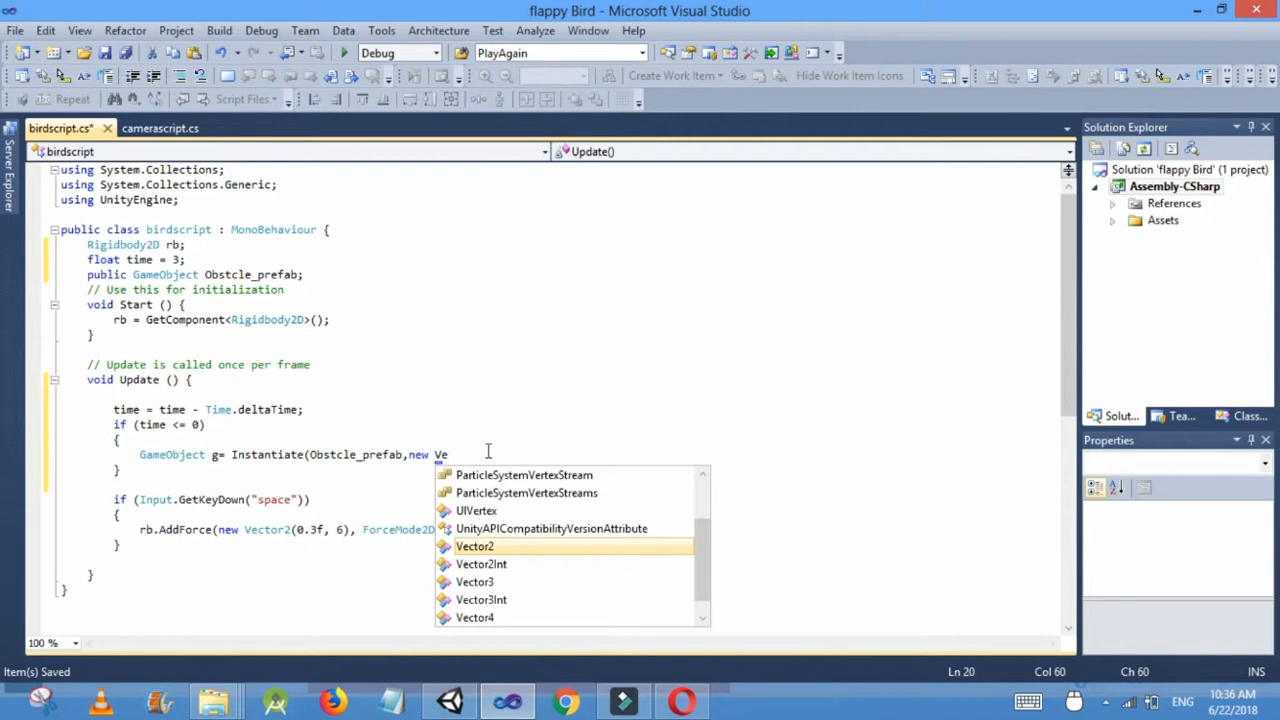 flappy Bird - Microsoft Visual Studio
File Edit View Refactor Project Build Debug Team Data Tools Architecture Test Analyze Window Help
Debug PlayAgain
Create Work Item Hide Work Item Icons
Repeat Script Files
birdscript.cs* camerascript.cs
birdscript Update()
Server Explorer
using System.Collections;
using System.Collections.Generic;
using UnityEngine;
public class birdscript : MonoBehaviour {
Rigidbody2D rb;
float time = 3;
public GameObject Obstcle_prefab;
// Use this for initialization
void Start () {
rb = GetComponent<Rigidbody2D>();
}
// Update is called once per frame
void Update () {
time = time - Time.deltaTime;
if (time <= 0)
{
GameObject g= Instantiate(Obstcle_prefab,new Ve
}
if (Input.GetKeyDown("space"))
{
rb.AddForce(new Vector2(0.3f, 6), ForceMode2D
}
}
}
ParticleSystemVertexStream
ParticleSystemVertexStreams
UIVertex
UnityAPICompatibilityVersionAttribute
Vector2
Vector2Int
Vector3
Vector3Int
Vector4
100 %
Solution Explorer
Solution 'flappy Bird' (1 project)
Assembly-CSharp
References
Assets
Solut... Tea... Class...
Properties
Item(s) Saved Ln 20 Col 60 Ch 60 INS
ENG 10:36 AM
6/22/2018